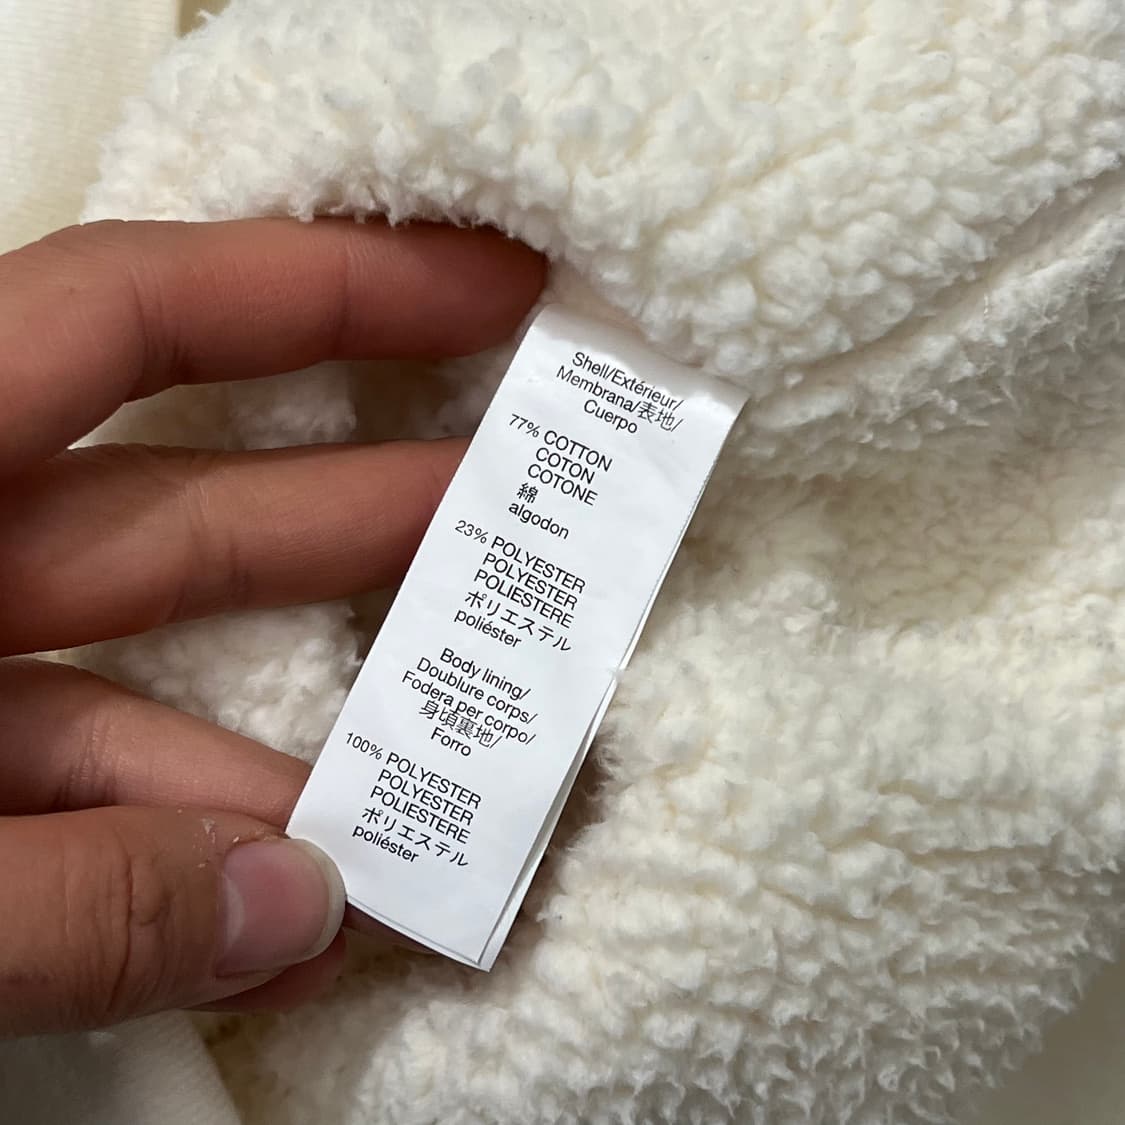 Shell/Extérieur/
Membrana/表地/
Cuerpo
77% COTTON
COTON
COTONE
綿
algodon
23% POLYESTER
POLYESTER
POLIESTERE
ポリエステル
poliéster
Body lining/
Doublure corps/
Fodera per corpo/
身頃裏地/
Forro
100% POLYESTER
POLYESTER
POLIESTERE
ポリエステル
poliéster